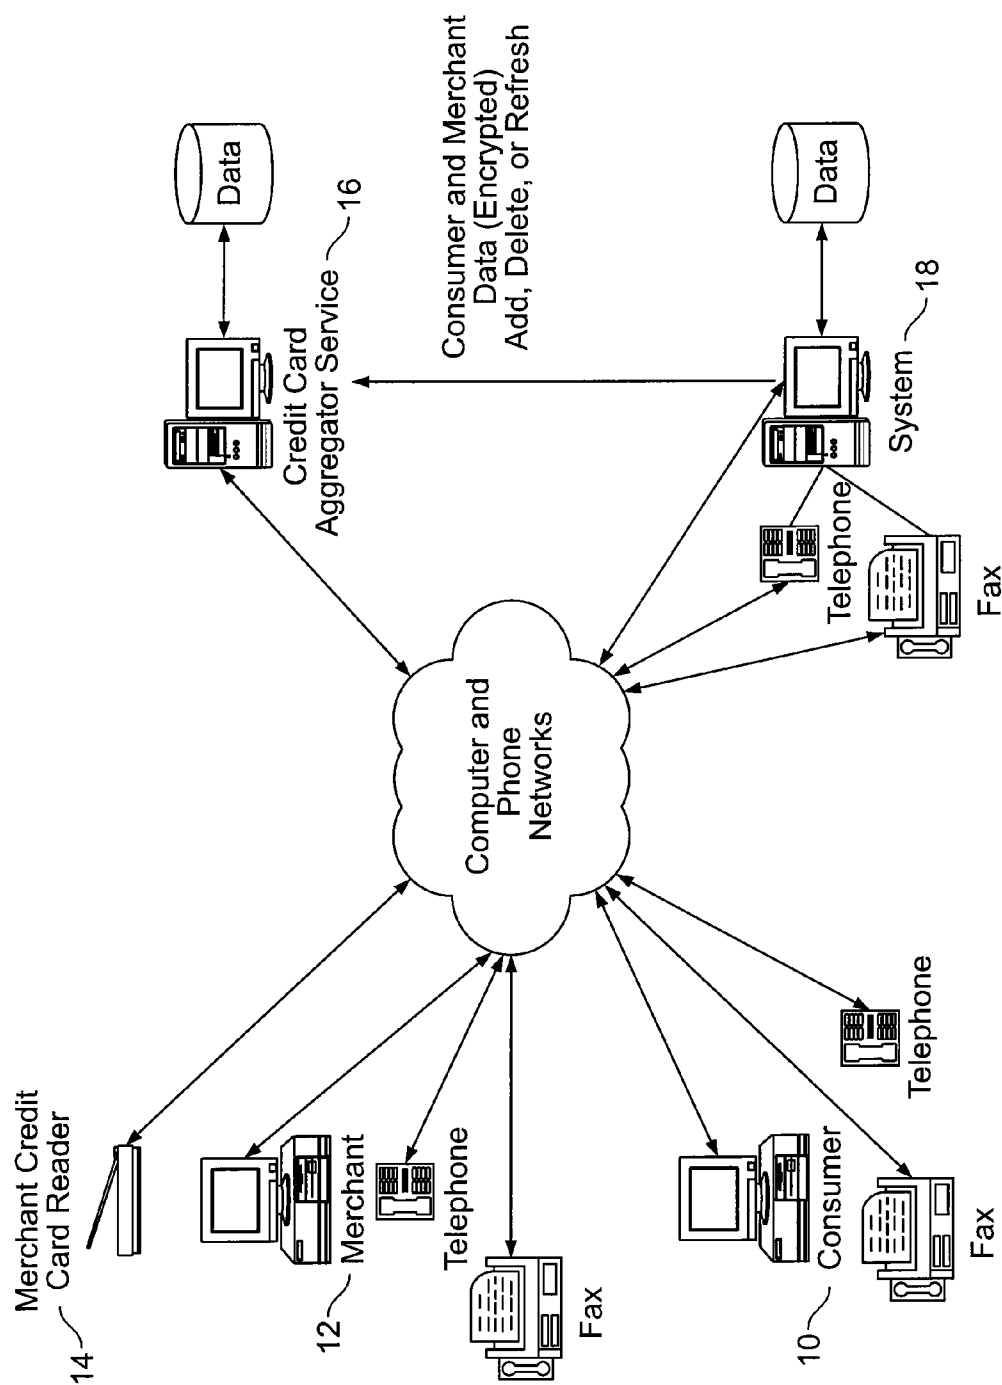 Merchant Credit
Card Reader
14
12
Merchant
Telephone
Fax
10
Consumer
Fax
Telephone
Computer and
Phone
Networks
Credit Card
Aggregator Service
16
Data
Consumer and Merchant
Data (Encrypted)
Add, Delete, or Refresh
Telephone
Fax
System
18
Data